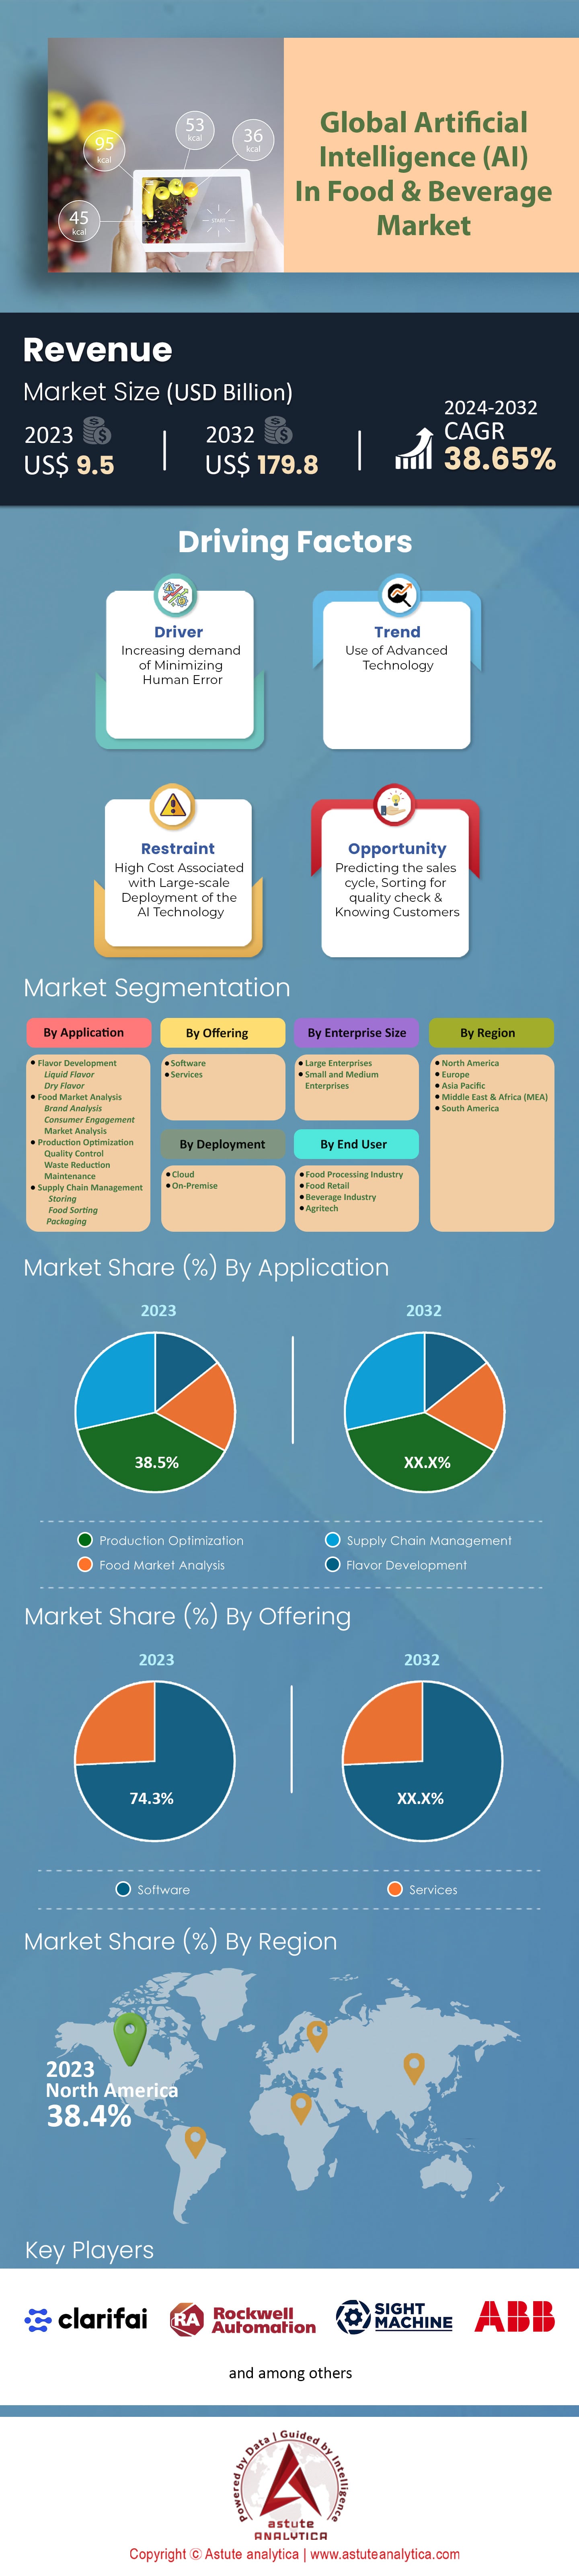 95
kcal
53
kcal
36
kcal
45
kcal
START
Global Artificial
Intelligence (AI)
In Food & Beverage
Market
Revenue
Market Size (USD Billion)
2023
US$ 9.5
2032
US$ 179.8
2024-2032
CAGR
38.65%
Driving Factors
Driver
Increasing demand
of Minimizing
Human Error
Trend
Use of Advanced
Technology
Restraint
High Cost Associated
with Large-scale
Deployment of the
AI Technology
Opportunity
Predicting the sales
cycle, Sorting for
quality check &
Knowing Customers
Market Segmentation
By Application
Flavor Development
Liquid Flavor
Dry Flavor
Food Market Analysis
Brand Analysis
Consumer Engagement
Market Analysis
Production Optimization
Quality Control
Waste Reduction
Maintenance
Supply Chain Management
Storing
Food Sorting
Packaging
By Offering
Software
Services
By Deployment
Cloud
On-Premise
By Enterprise Size
Large Enterprises
Small and Medium
Enterprises
By End User
Food Processing Industry
Food Retail
Beverage Industry
Agritech
By Region
North America
Europe
Asia Pacific
Middle East & Africa (MEA)
South America
Market Share (%) By Application
2023
2032
38.5%
XX.X%
Production Optimization
Supply Chain Management
Food Market Analysis
Flavor Development
Market Share (%) By Offering
2023
2032
74.3%
XX.X%
Software
Services
Market Share (%) By Region
2023
North America
38.4%
Key Players
clarifai
RA
Rockwell
Automation
SIGHT
MACHINE
ABB
and among others
Powered by Data | Guided by Intelligence
astute
ANALYTICA
Copyright © Astute analytica | www.astuteanalytica.com